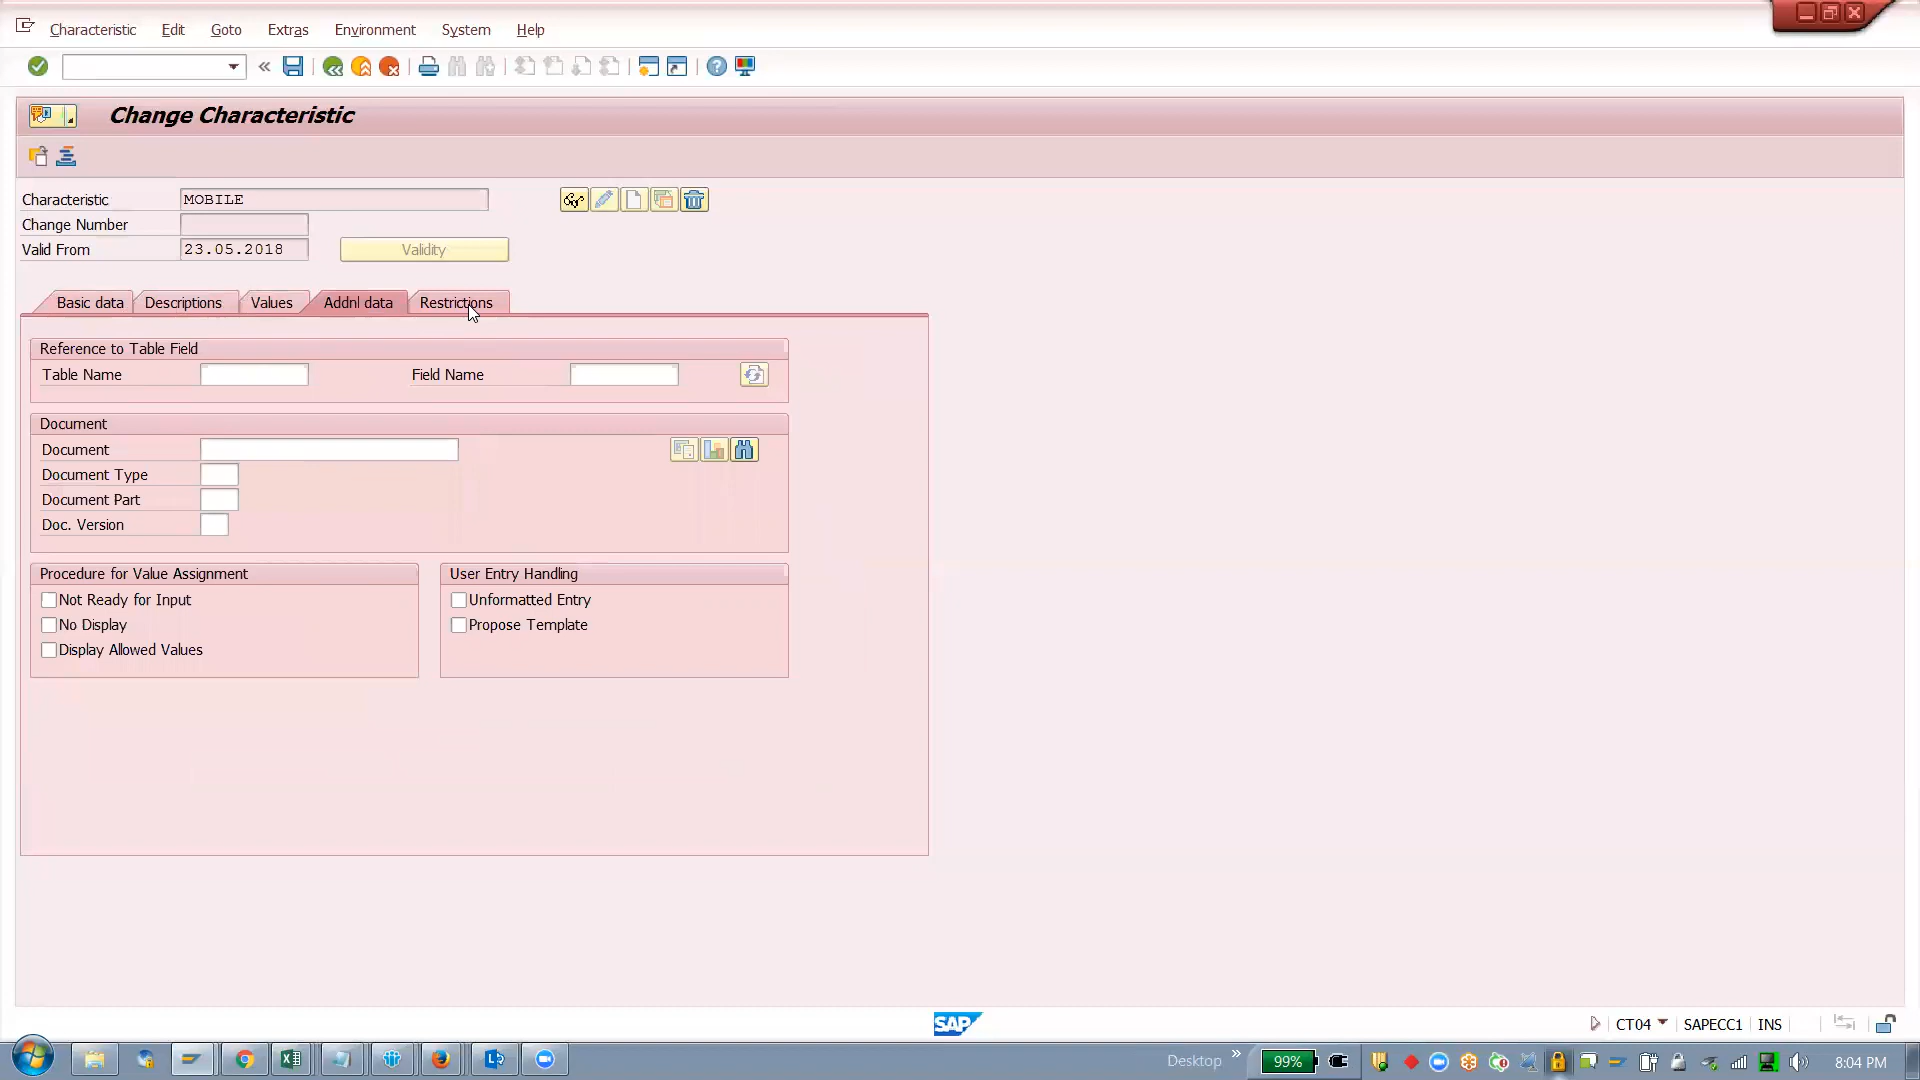 Characteristic Edit Goto Extras Environment System Help
Change Characteristic
Characteristic MOBILE
Change Number
Valid From 23.05.2018 Validity
Basic data Descriptions Values Addnl data Restrictions
Reference to Table Field
Table Name Field Name
Document
Document
Document Type
Document Part
Doc. Version
Procedure for Value Assignment User Entry Handling
Not Ready for Input Unformatted Entry
No Display Propose Template
Display Allowed Values
SAP CT04 SAPECC1 INS
Desktop 99% 8:04 PM